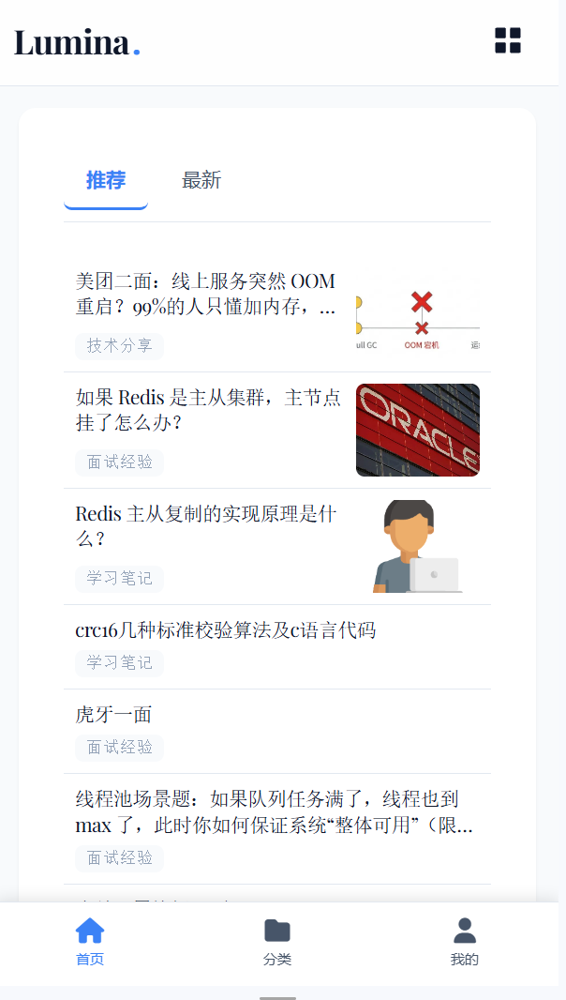 Lumina.
推荐
最新
美团二面：线上服务突然 OOM
重启？99%的人只懂加内存，...
ull GC
OOM 宕机
技术分享
如果 Redis 是主从集群，主节点
挂了怎么办？
ORACLE
面试经验
Redis 主从复制的实现原理是什
么？
学习笔记
crc16几种标准校验算法及c语言代码
学习笔记
虎牙一面
面试经验
线程池场景题：如果队列任务满了，线程也到
max 了，此时你如何保证系统“整体可用”（限...
面试经验
首页
分类
我的